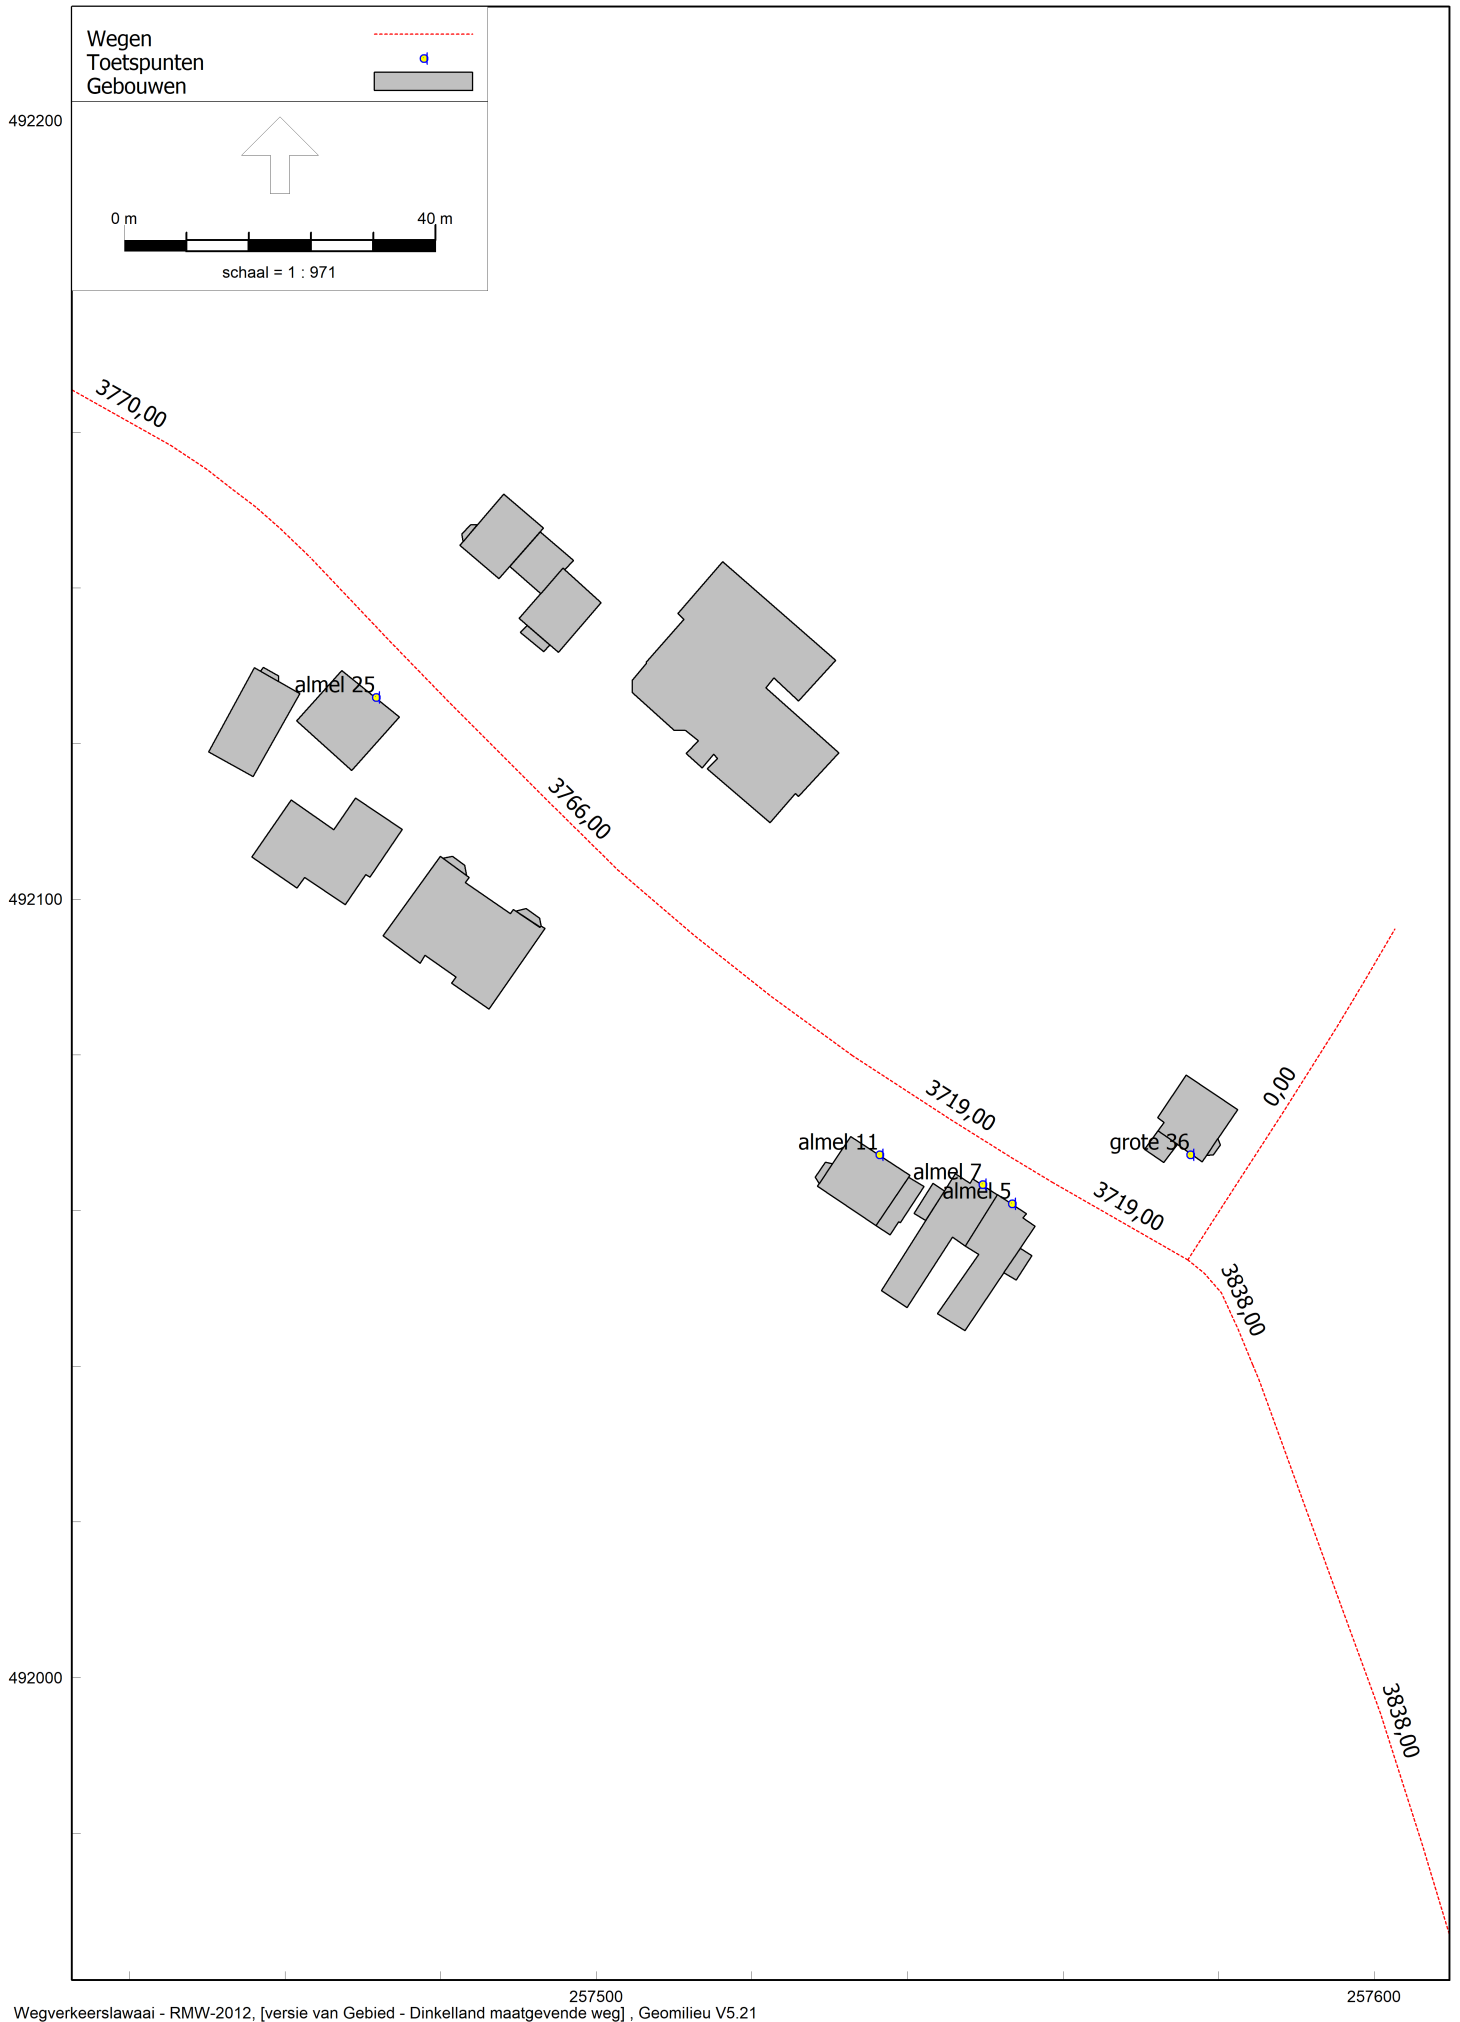 Wegen
Toetspunten
Gebouwen
492200
0 m 40 m
schaal = 1 : 971
3770,00
almel 25
3766,00
492100
0,00
3719,00
almel 11
grote 36
almel 7
almel 5
3719,00
3838,00
492000
3838,00
257500 257600
Wegverkeerslawaai - RMW-2012, [versie van Gebied - Dinkelland maatgevende weg] , Geomilieu V5.21